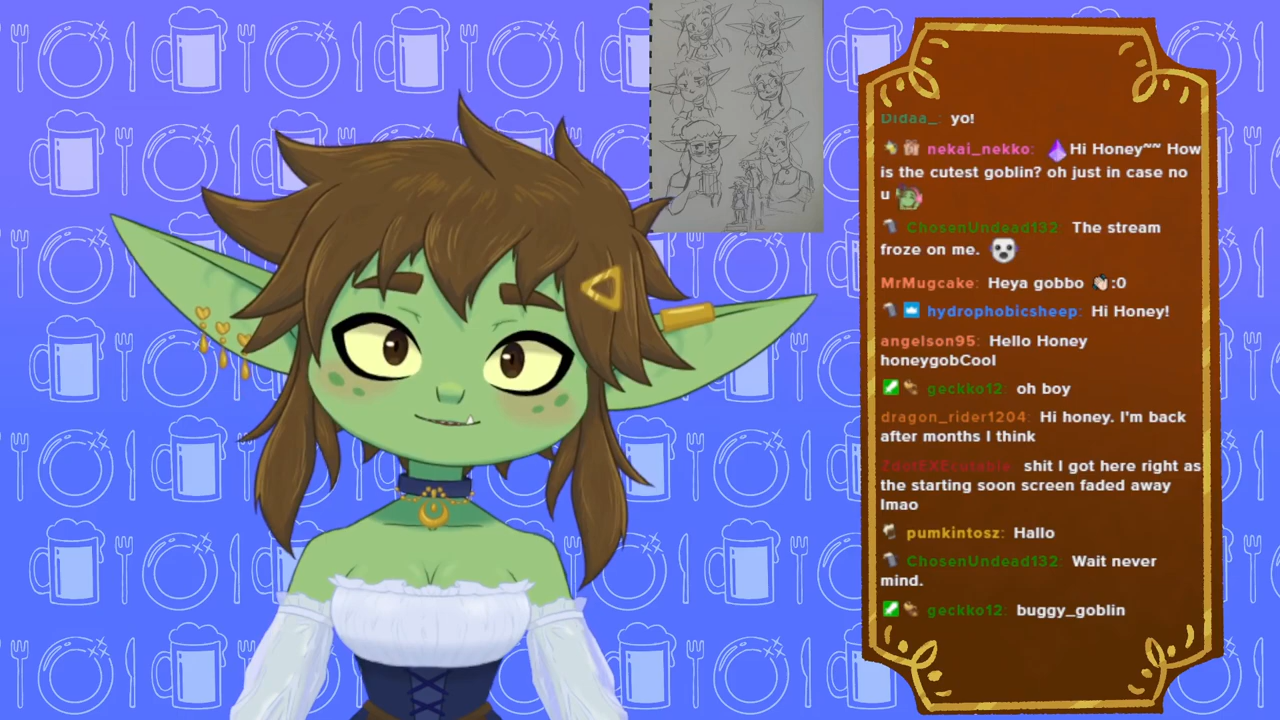 Didaa_: yo!
nekai_nekko: Hi Honey~~ How
is the cutest goblin? oh just in case no
u
ChosenUndead132: The stream
froze on me.
MrMugcake: Heya gobbo :0
hydrophobicsheep: Hi Honey!
angelson95: Hello Honey
honeygobCool
geckko12: oh boy
dragon_rider1204: Hi honey. I'm back
after months I think
ZdotEXEcutable: shit I got here right as
the starting soon screen faded away
lmao
pumkintosz: Hallo
ChosenUndead132: Wait never
mind.
geckko12: buggy_goblin